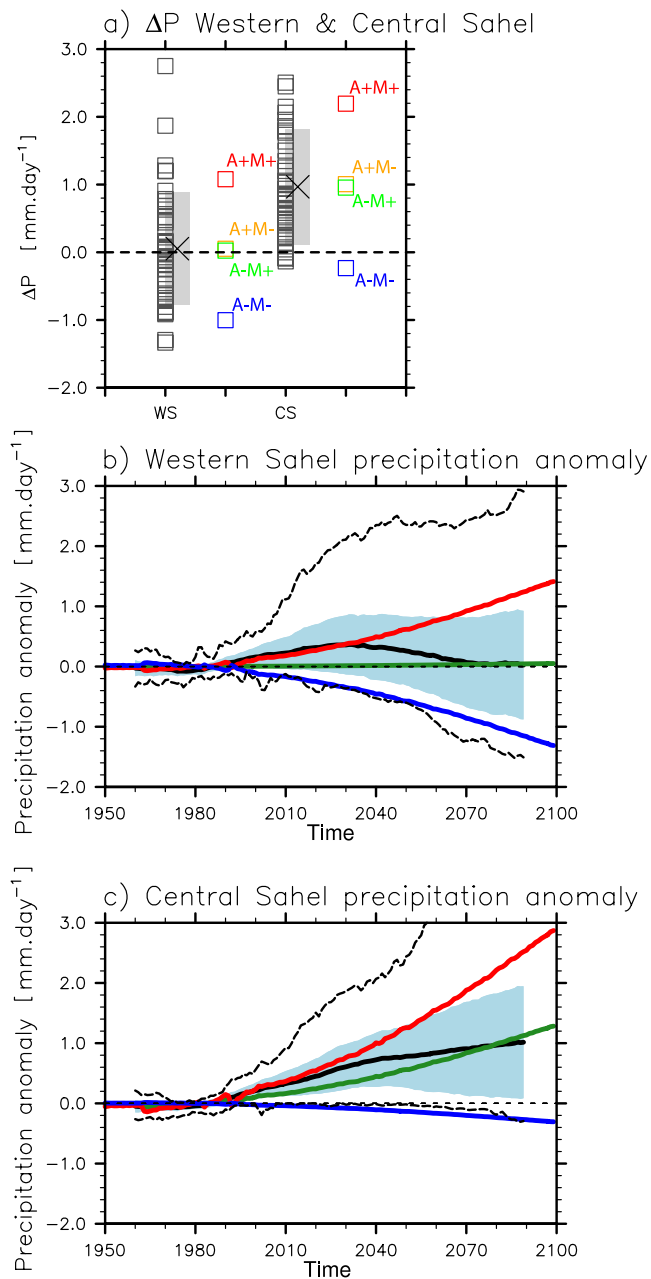 a) ΔP Western & Central Sahel
ΔP [mm.day⁻¹]
3.0
2.0
1.0
0.0
−1.0
−2.0
A+M+
A+M-
A-M+
A-M-
A+M+
A+M-
A-M+
A-M-
WS
CS
b) Western Sahel precipitation anomaly
Precipitation anomaly [mm.day⁻¹]
3.0
2.0
1.0
0.0
−1.0
−2.0
1950
1980
2010
2040
2070
2100
Time
c) Central Sahel precipitation anomaly
Precipitation anomaly [mm.day⁻¹]
3.0
2.0
1.0
0.0
−1.0
−2.0
1950
1980
2010
2040
2070
2100
Time